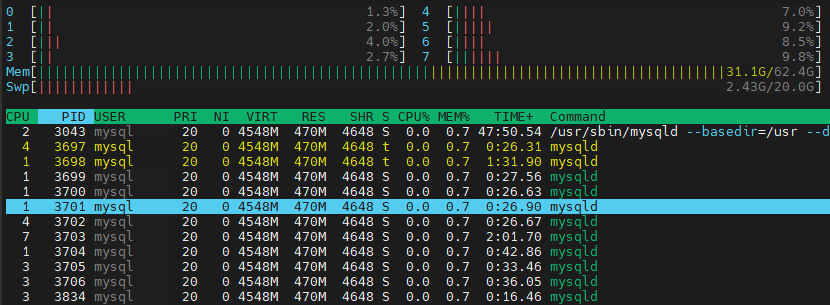 0 [|| 1.3%] 4 [|||| 7.0%]
1 [|| 2.0%] 5 [||||| 9.2%]
2 [||| 4.0%] 6 [|||| 8.5%]
3 [|| 2.7%] 7 [|||||| 9.8%]
Mem[ 31.1G/62.4G]
Swp[|||||||||||| 2.43G/20.0G]
CPU PID USER PRI NI VIRT RES SHR S CPU% MEM% TIME+ Command
2 3043 mysql 20 0 4548M 470M 4648 S 0.0 0.7 47:50.54 /usr/sbin/mysqld --basedir=/usr --d
4 3697 mysql 20 0 4548M 470M 4648 t 0.0 0.7 0:26.31 mysqld
1 3698 mysql 20 0 4548M 470M 4648 t 0.0 0.7 1:31.90 mysqld
1 3699 mysql 20 0 4548M 470M 4648 S 0.0 0.7 0:27.56 mysqld
1 3700 mysql 20 0 4548M 470M 4648 S 0.0 0.7 0:26.63 mysqld
1 3701 mysql 20 0 4548M 470M 4648 S 0.0 0.7 0:26.90 mysqld
4 3702 mysql 20 0 4548M 470M 4648 S 0.0 0.7 0:26.67 mysqld
7 3703 mysql 20 0 4548M 470M 4648 S 0.0 0.7 2:01.70 mysqld
1 3704 mysql 20 0 4548M 470M 4648 S 0.0 0.7 0:42.86 mysqld
3 3705 mysql 20 0 4548M 470M 4648 S 0.0 0.7 0:33.46 mysqld
3 3706 mysql 20 0 4548M 470M 4648 S 0.0 0.7 0:36.05 mysqld
3 3834 mysql 20 0 4548M 470M 4648 S 0.0 0.7 0:16.46 mysqld